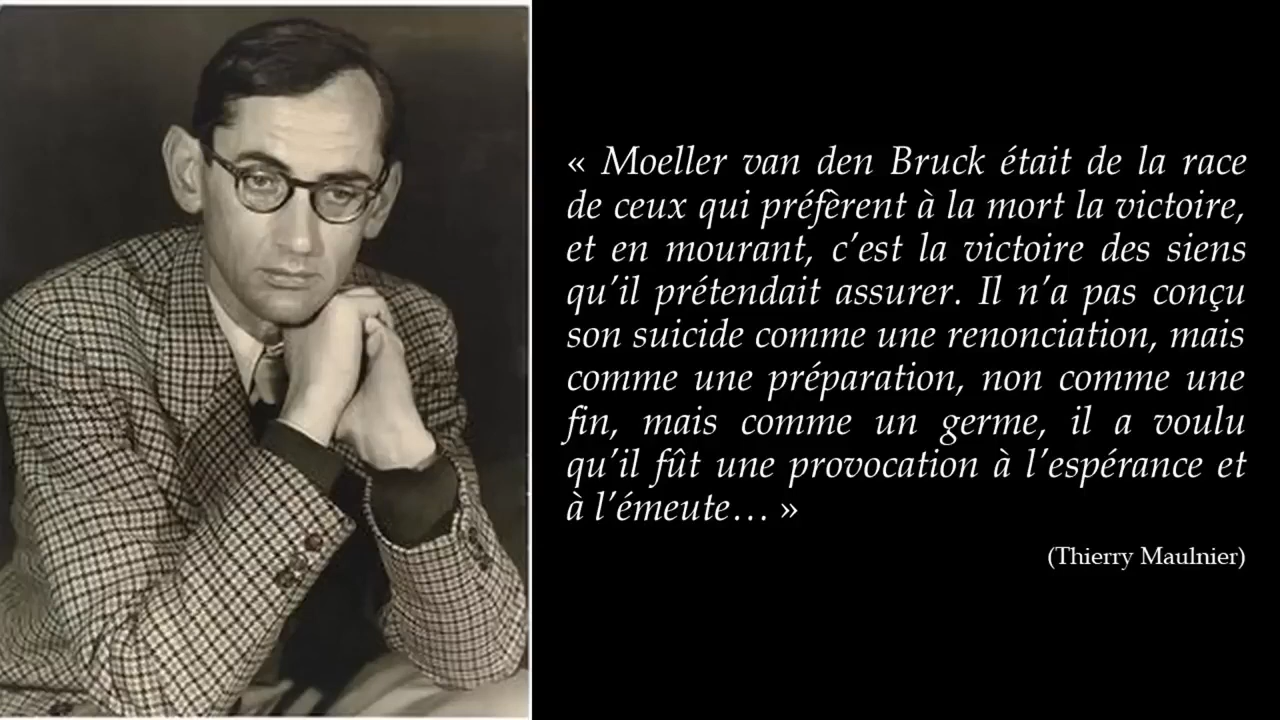 « Moeller van den Bruck était de la race
de ceux qui préfèrent à la mort la victoire,
et en mourant, c’est la victoire des siens
qu’il prétendait assurer. Il n’a pas conçu
son suicide comme une renonciation, mais
comme une préparation, non comme une
fin, mais comme un germe, il a voulu
qu’il fût une provocation à l’espérance et
à l’émeute… »
(Thierry Maulnier)